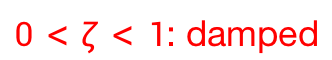 0 < ζ < 1: damped